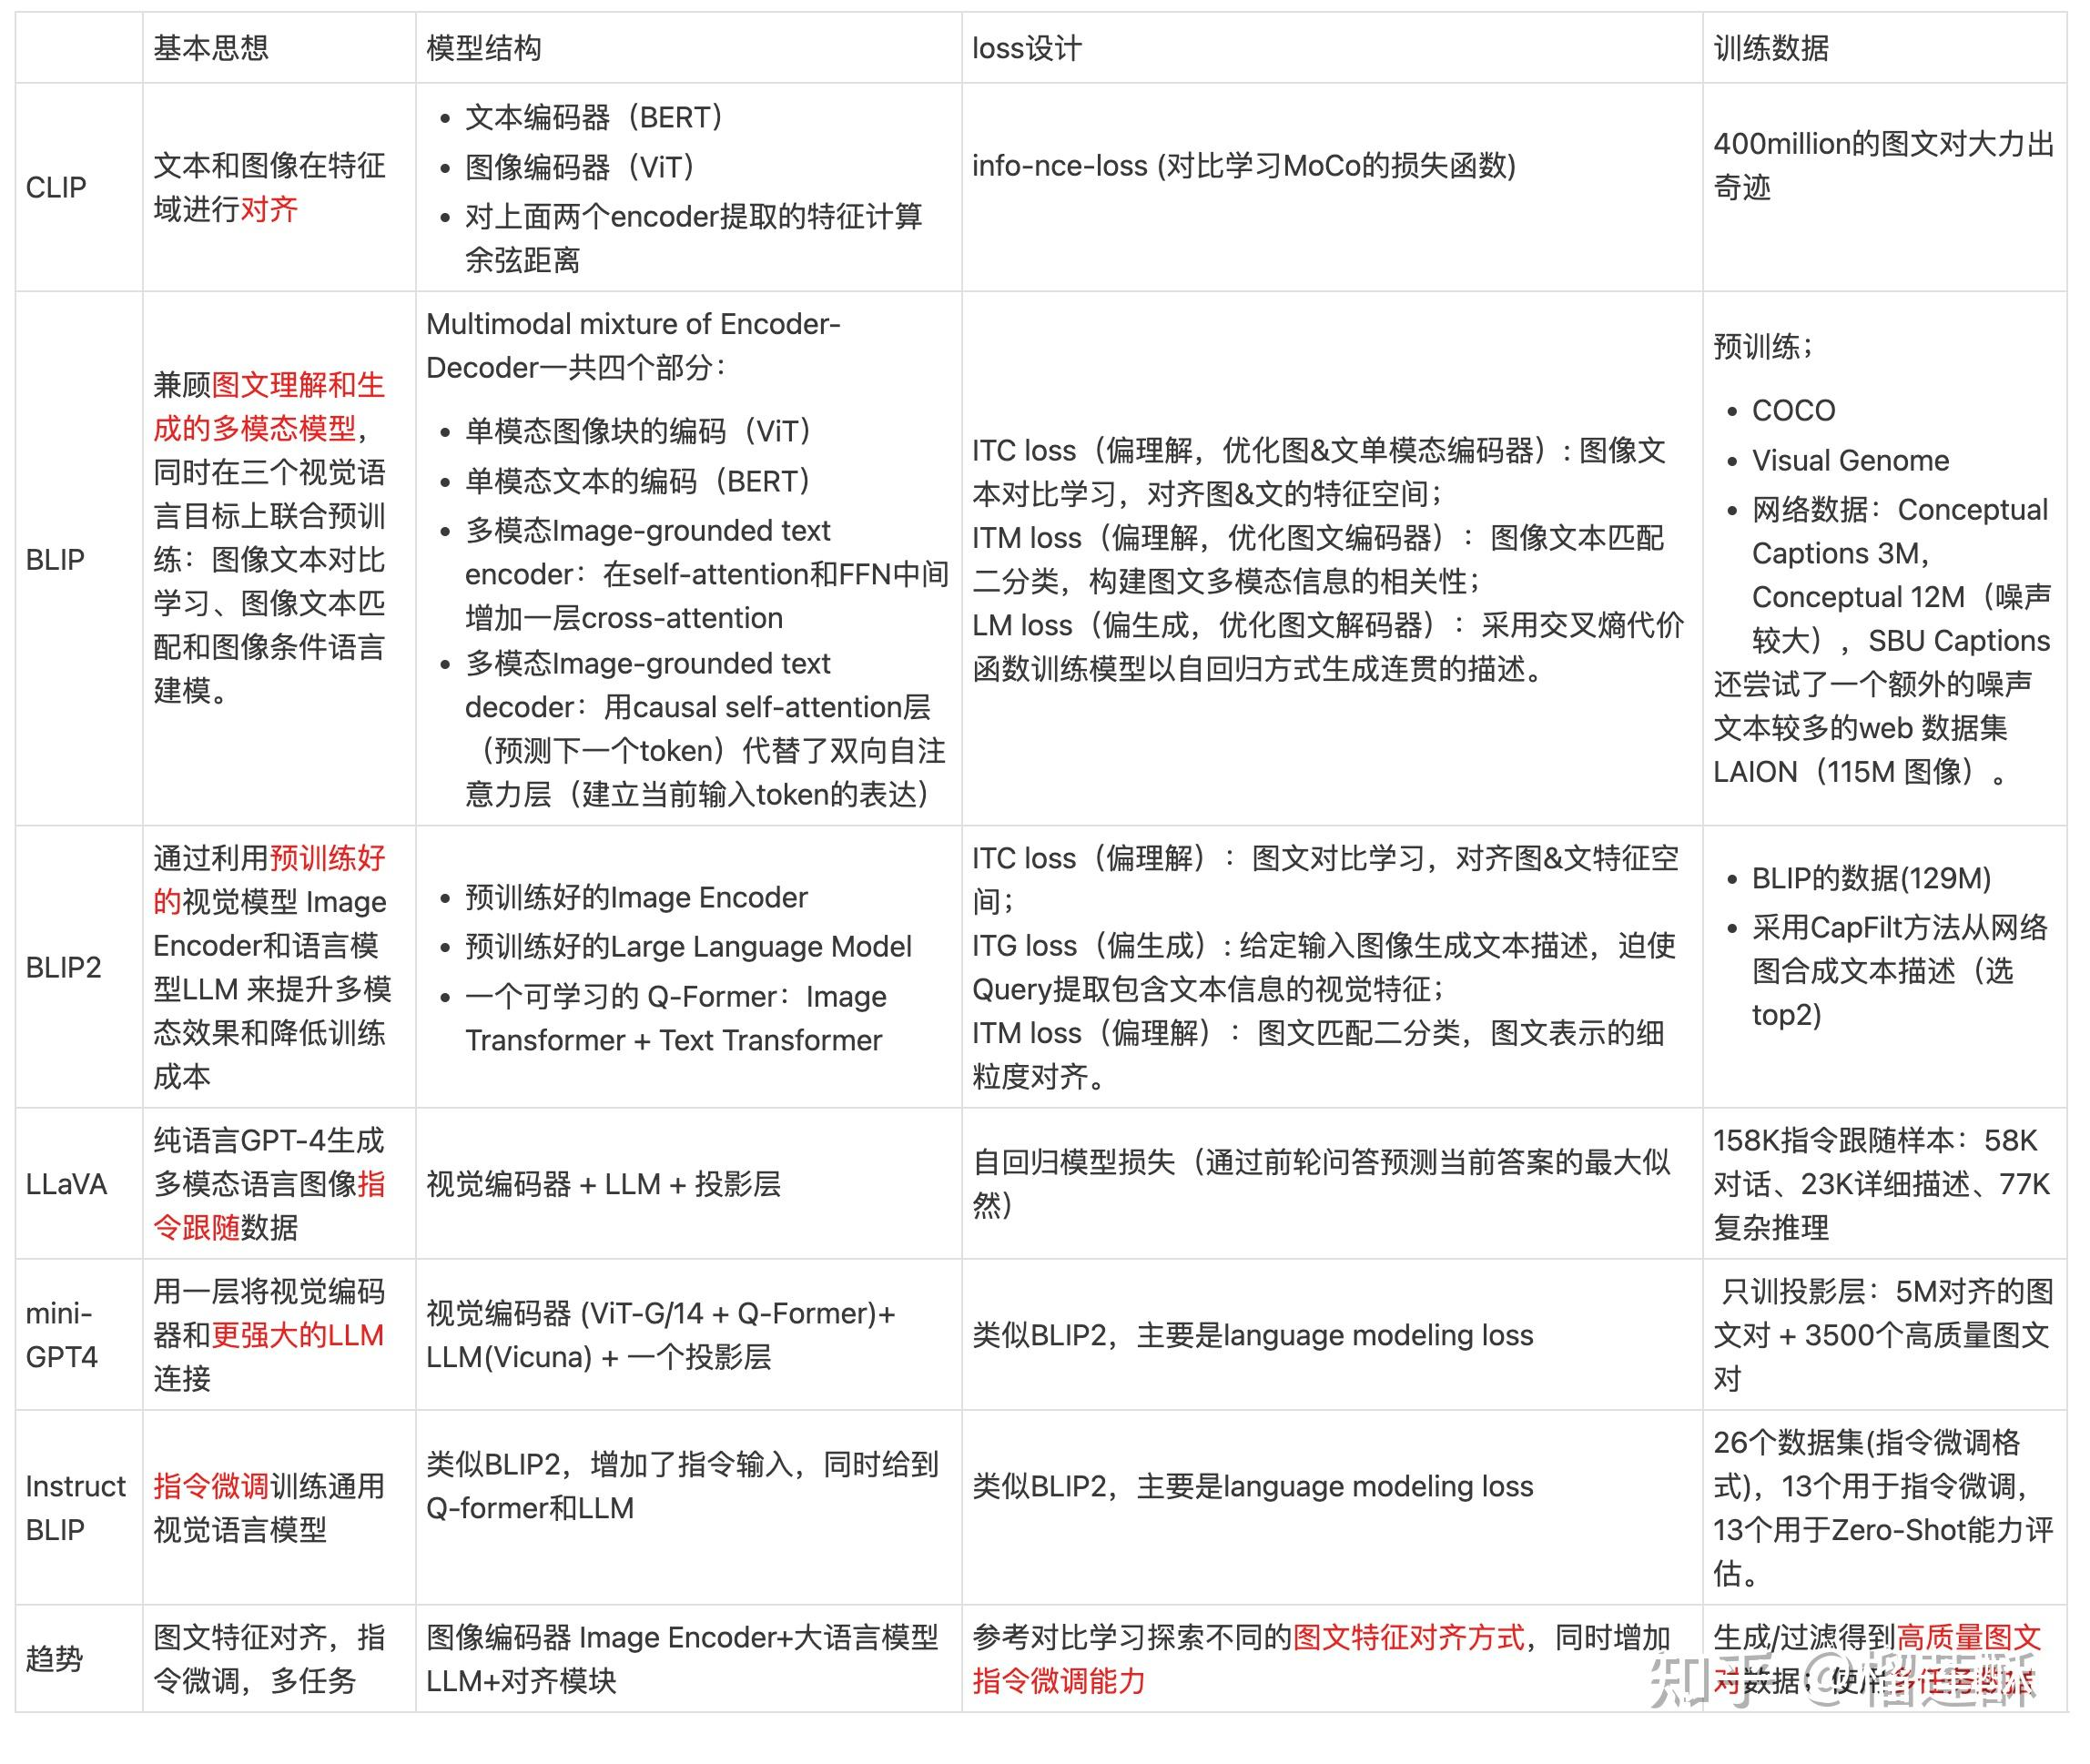 基本思想
模型结构
loss设计
训练数据
CLIP
文本和图像在特征
域进行对齐
• 文本编码器（BERT）
• 图像编码器（ViT）
• 对上面两个encoder提取的特征计算
余弦距离
info-nce-loss (对比学习MoCo的损失函数)
400million的图文对大力出
奇迹
BLIP
兼顾图文理解和生
成的多模态模型，
同时在三个视觉语
言目标上联合预训
练：图像文本对比
学习、图像文本匹
配和图像条件语言
建模。
Multimodal mixture of Encoder-
Decoder一共四个部分：
• 单模态图像块的编码（ViT）
• 单模态文本的编码（BERT）
• 多模态Image-grounded text
encoder：在self-attention和FFN中间
增加一层cross-attention
• 多模态Image-grounded text
decoder：用causal self-attention层
（预测下一个token）代替了双向自注
意力层（建立当前输入token的表达）
ITC loss（偏理解，优化图&文单模态编码器）: 图像文
本对比学习，对齐图&文的特征空间；
ITM loss（偏理解，优化图文编码器）：图像文本匹配
二分类，构建图文多模态信息的相关性；
LM loss（偏生成，优化图文解码器）：采用交叉熵代价
函数训练模型以自回归方式生成连贯的描述。
预训练；
• COCO
• Visual Genome
• 网络数据：Conceptual
Captions 3M，
Conceptual 12M（噪声
较大），SBU Captions
还尝试了一个额外的噪声
文本较多的web 数据集
LAION（115M 图像）。
BLIP2
通过利用预训练好
的视觉模型 Image
Encoder和语言模
型LLM 来提升多模
态效果和降低训练
成本
• 预训练好的Image Encoder
• 预训练好的Large Language Model
• 一个可学习的 Q-Former：Image
Transformer + Text Transformer
ITC loss（偏理解）：图文对比学习，对齐图&文特征空
间；
ITG loss（偏生成）: 给定输入图像生成文本描述，迫使
Query提取包含文本信息的视觉特征；
ITM loss（偏理解）：图文匹配二分类，图文表示的细
粒度对齐。
• BLIP的数据(129M)
• 采用CapFilt方法从网络
图合成文本描述（选
top2)
LLaVA
纯语言GPT-4生成
多模态语言图像指
令跟随数据
视觉编码器 + LLM + 投影层
自回归模型损失（通过前轮问答预测当前答案的最大似
然）
158K指令跟随样本：58K
对话、23K详细描述、77K
复杂推理
mini-
GPT4
用一层将视觉编码
器和更强大的LLM
连接
视觉编码器 (ViT-G/14 + Q-Former)+
LLM(Vicuna) + 一个投影层
类似BLIP2，主要是language modeling loss
只训投影层：5M对齐的图
文对 + 3500个高质量图文
对
Instruct
BLIP
指令微调训练通用
视觉语言模型
类似BLIP2，增加了指令输入，同时给到
Q-former和LLM
类似BLIP2，主要是language modeling loss
26个数据集(指令微调格
式)，13个用于指令微调，
13个用于Zero-Shot能力评
估。
趋势
图文特征对齐，指
令微调，多任务
图像编码器 Image Encoder+大语言模型
LLM+对齐模块
参考对比学习探索不同的图文特征对齐方式，同时增加
指令微调能力
生成/过滤得到高质量图文
对数据；使用多任务数据
知乎 @榴莲酥